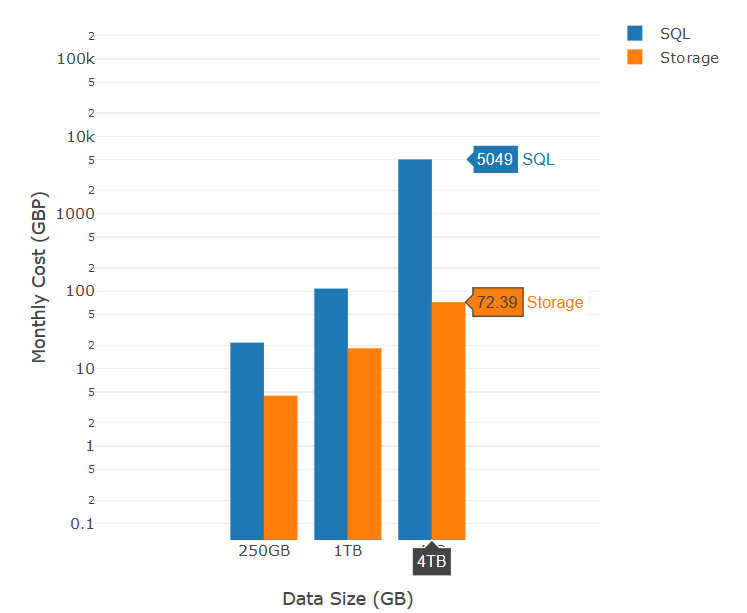 SQL
Storage
2
100k
5
2
10k
5
2
1000
5
2
100
5
2
10
5
2
1
5
2
0.1
Monthly Cost (GBP)
5049 SQL
72.39 Storage
250GB 1TB
4TB
Data Size (GB)